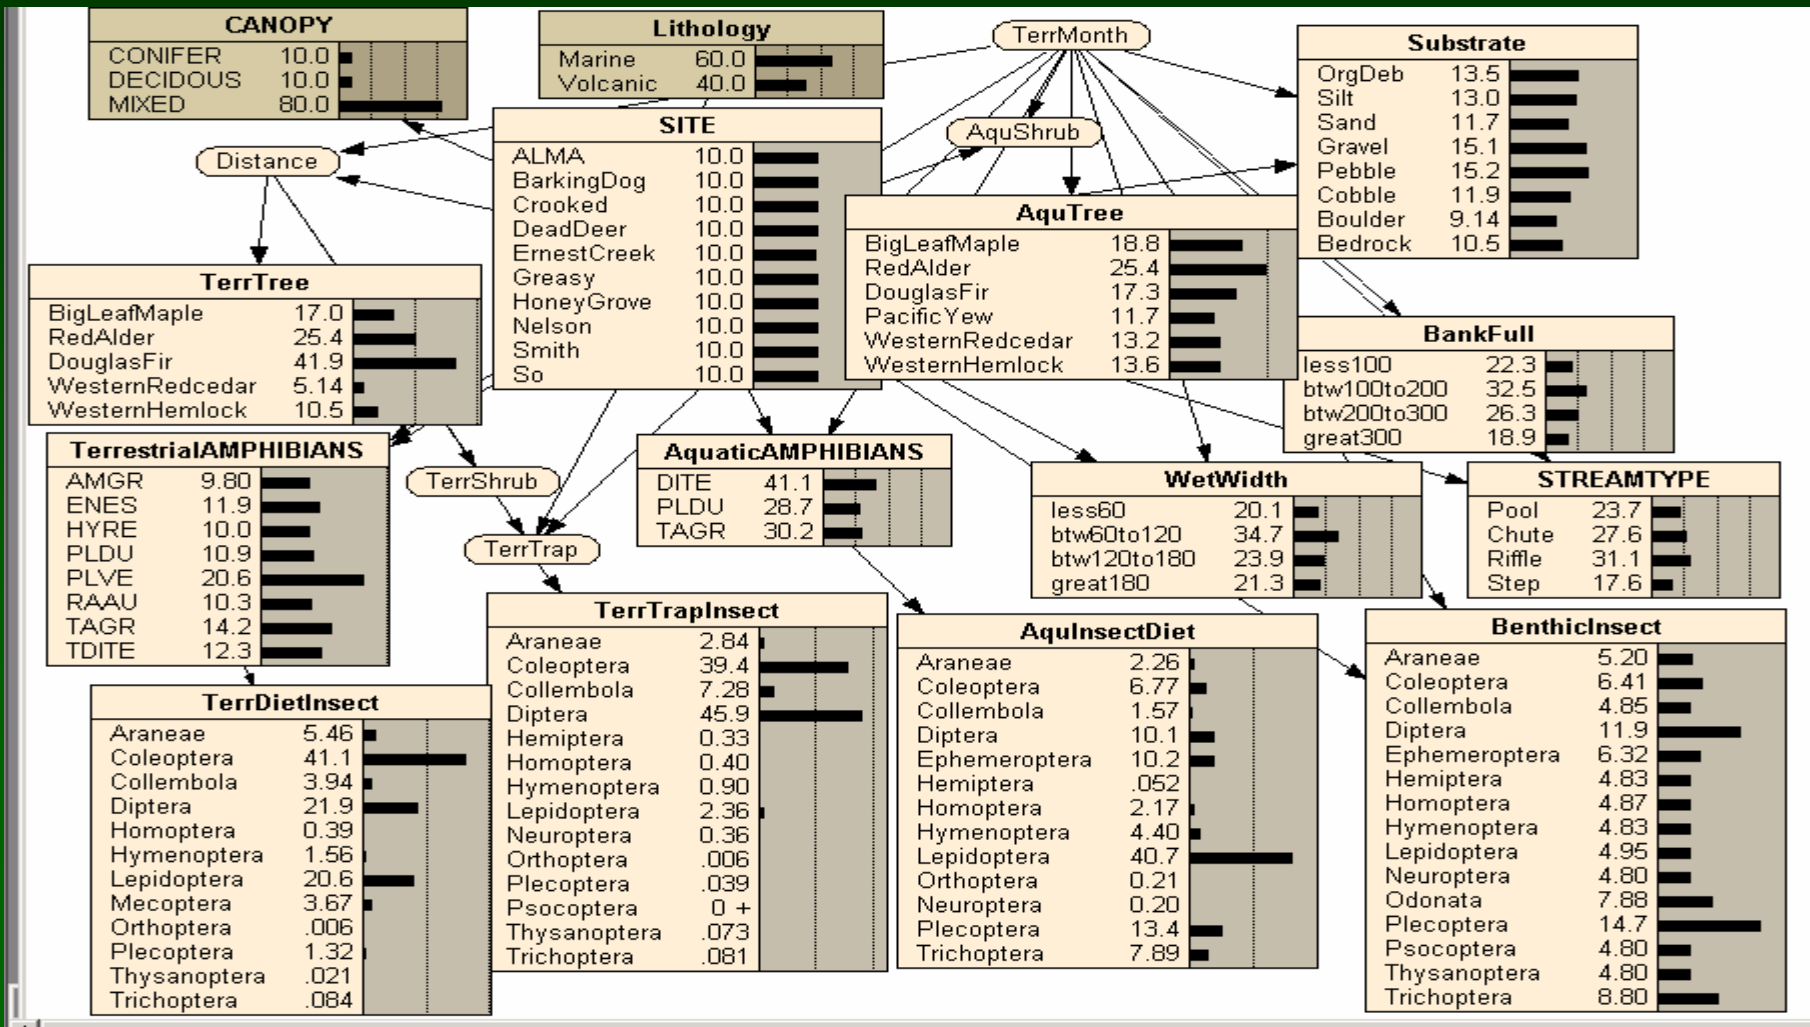 CANOPY
CONIFER 10.0
DECIDOUS 10.0
MIXED 80.0
Lithology
Marine 60.0
Volcanic 40.0
TerrMonth
Substrate
OrgDeb 13.5
Silt 13.0
Sand 11.7
Gravel 15.1
Pebble 15.2
Cobble 11.9
Boulder 9.14
Bedrock 10.5
Distance
SITE
ALMA 10.0
BarkingDog 10.0
Crooked 10.0
DeadDeer 10.0
ErnestCreek 10.0
Greasy 10.0
HoneyGrove 10.0
Nelson 10.0
Smith 10.0
So 10.0
AquShrub
AquTree
BigLeafMaple 18.8
RedAlder 25.4
DouglasFir 17.3
PacificYew 11.7
WesternRedcedar 13.2
WesternHemlock 13.6
TerrTree
BigLeafMaple 17.0
RedAlder 25.4
DouglasFir 41.9
WesternRedcedar 5.14
WesternHemlock 10.5
BankFull
less100 22.3
btw100to200 32.5
btw200to300 26.3
great300 18.9
TerrestrialAMPHIBIANS
AMGR 9.80
ENES 11.9
HYRE 10.0
PLDU 10.9
PLVE 20.6
RAAU 10.3
TAGR 14.2
TDITE 12.3
TerrShrub
TerrTrap
AquaticAMPHIBIANS
DITE 41.1
PLDU 28.7
TAGR 30.2
WetWidth
less60 20.1
btw60to120 34.7
btw120to180 23.9
great180 21.3
STREAMTYPE
Pool 23.7
Chute 27.6
Riffle 31.1
Step 17.6
TerrDietInsect
Araneae 5.46
Coleoptera 41.1
Collembola 3.94
Diptera 21.9
Homoptera 0.39
Hymenoptera 1.56
Lepidoptera 20.6
Mecoptera 3.67
Orthoptera .006
Plecoptera 1.32
Thysanoptera .021
Trichoptera .084
TerrTrapInsect
Araneae 2.84
Coleoptera 39.4
Collembola 7.28
Diptera 45.9
Hemiptera 0.33
Homoptera 0.40
Hymenoptera 0.90
Lepidoptera 2.36
Neuroptera 0.36
Orthoptera .006
Plecoptera .039
Psocoptera 0 +
Thysanoptera .073
Trichoptera .081
AquInsectDiet
Araneae 2.26
Coleoptera 6.77
Collembola 1.57
Diptera 10.1
Ephemeroptera 10.2
Hemiptera .052
Homoptera 2.17
Hymenoptera 4.40
Lepidoptera 40.7
Orthoptera 0.21
Neuroptera 0.20
Plecoptera 13.4
Trichoptera 7.89
BenthicInsect
Araneae 5.20
Coleoptera 6.41
Collembola 4.85
Diptera 11.9
Ephemeroptera 6.32
Hemiptera 4.83
Homoptera 4.87
Hymenoptera 4.83
Lepidoptera 4.95
Neuroptera 4.80
Odonata 7.88
Plecoptera 14.7
Psocoptera 4.80
Thysanoptera 4.80
Trichoptera 8.80